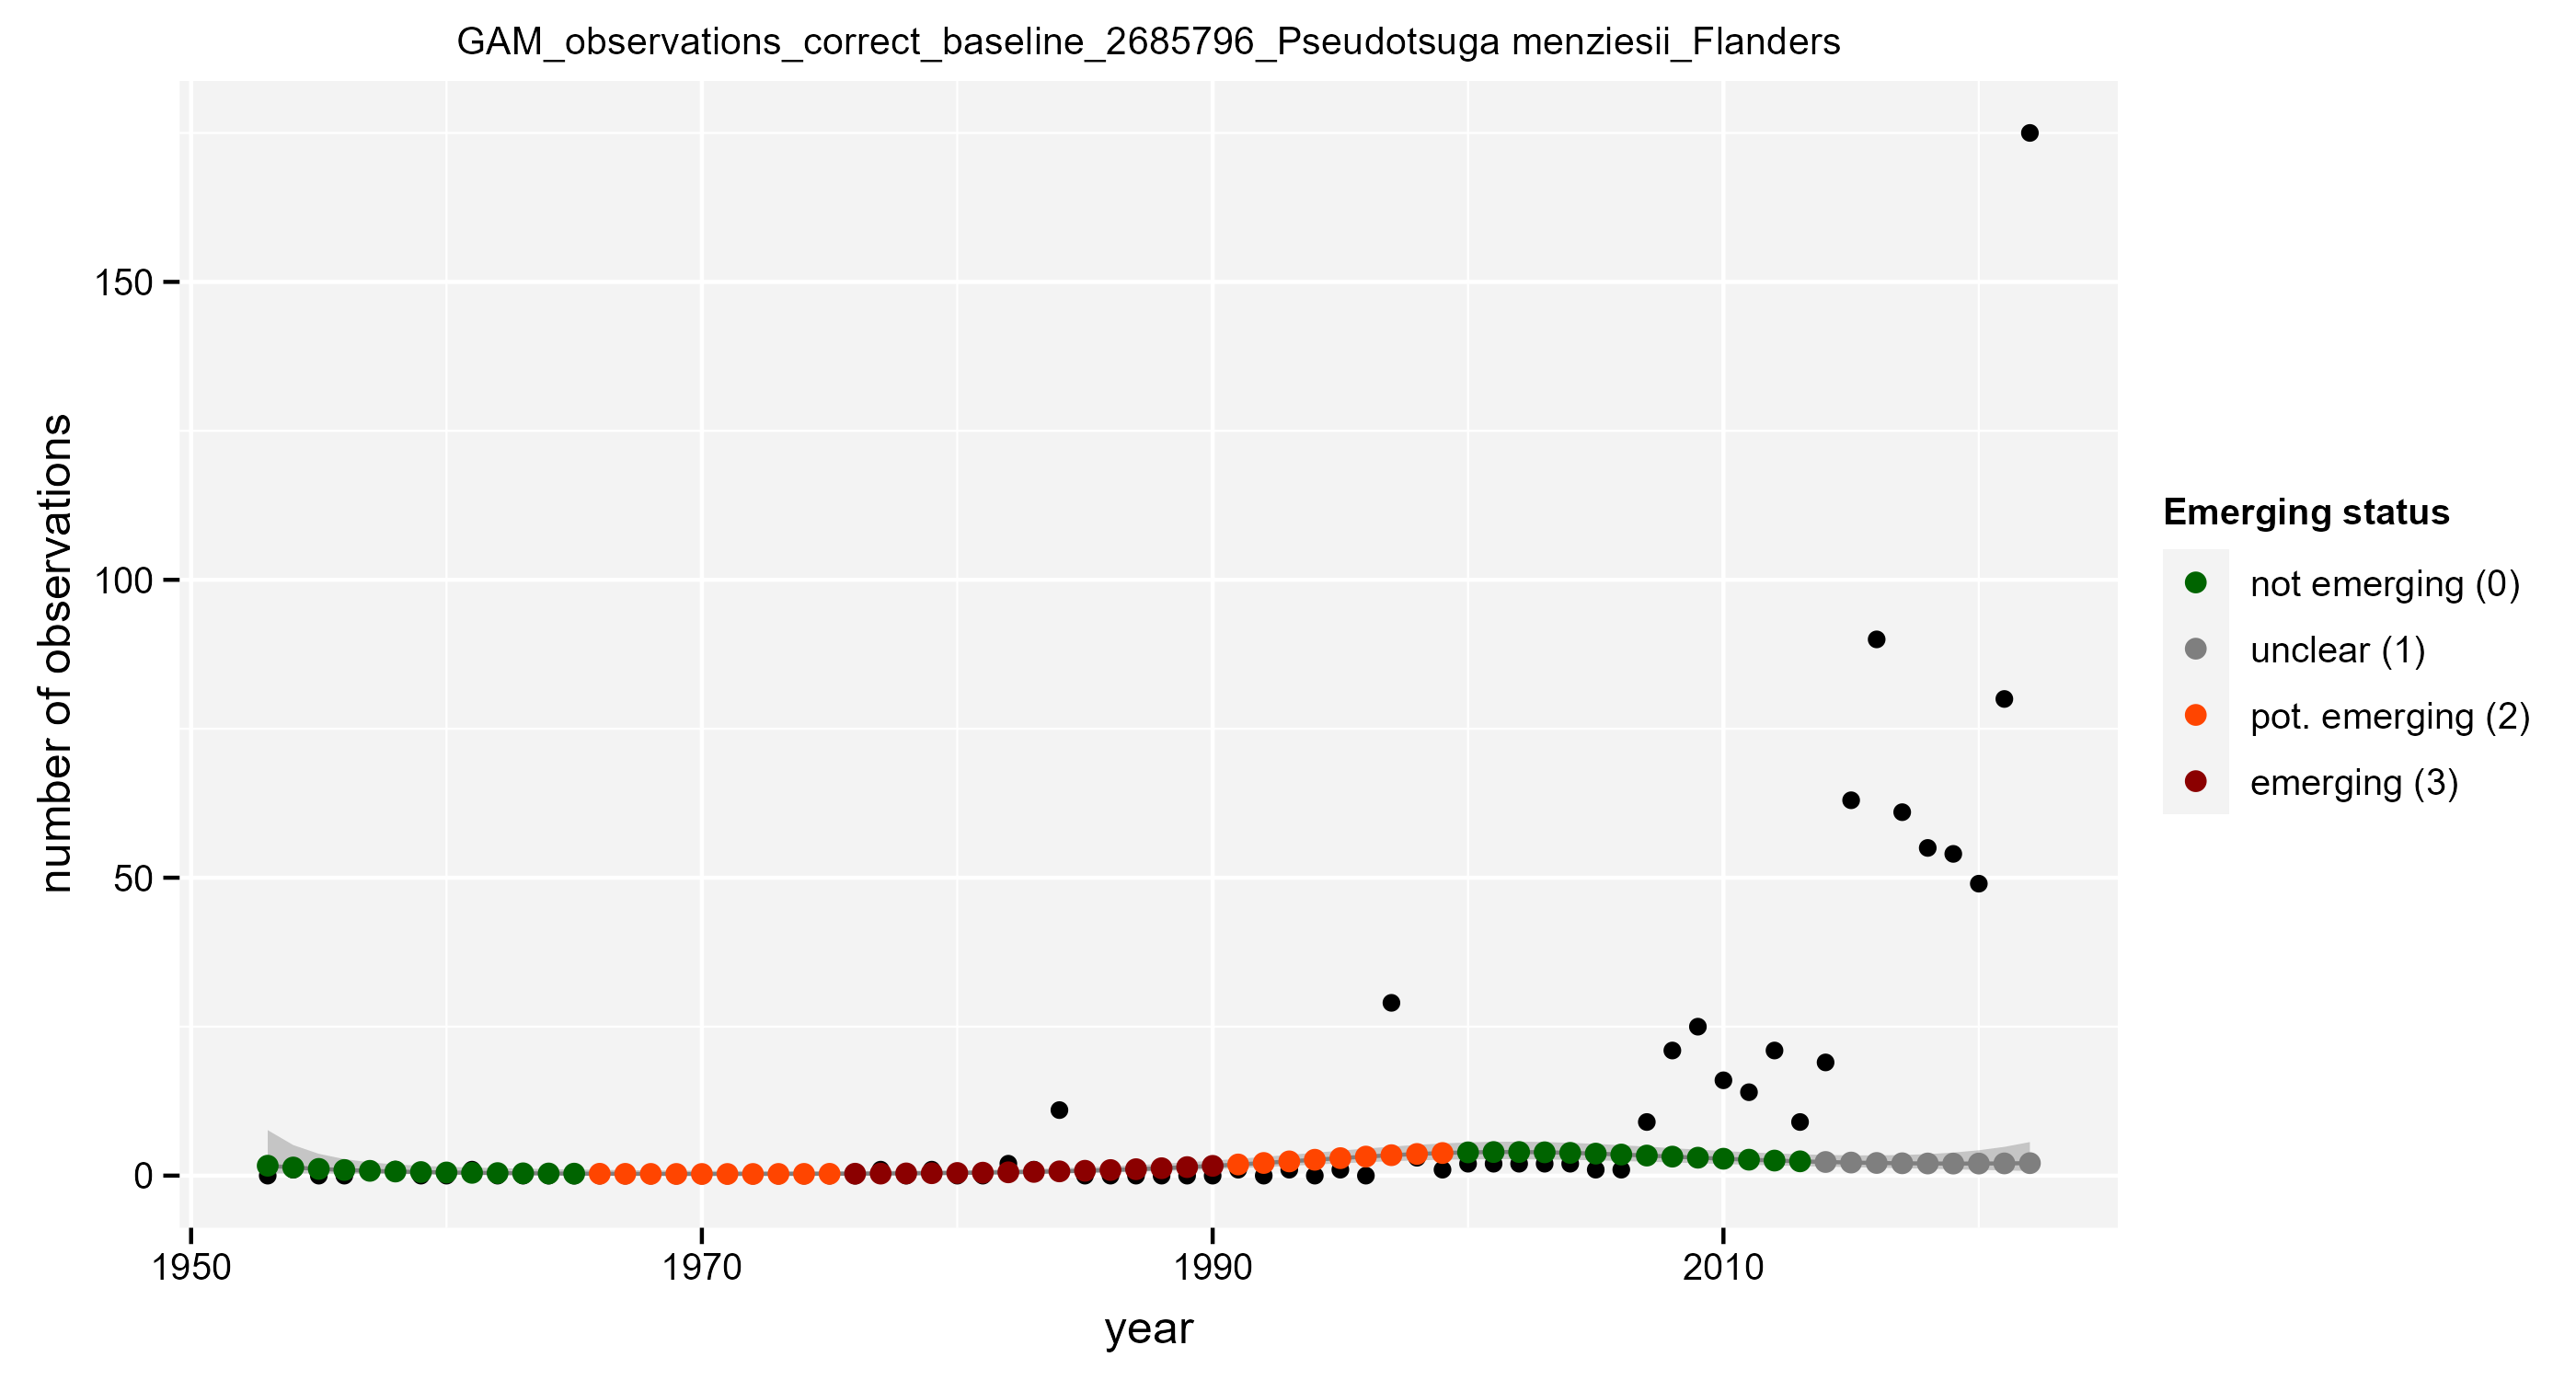 GAM_observations_correct_baseline_2685796_Pseudotsuga menziesii_Flanders
number of observations
150
100
50
0
1950
1970
1990
2010
year
Emerging status
not emerging (0)
unclear (1)
pot. emerging (2)
emerging (3)